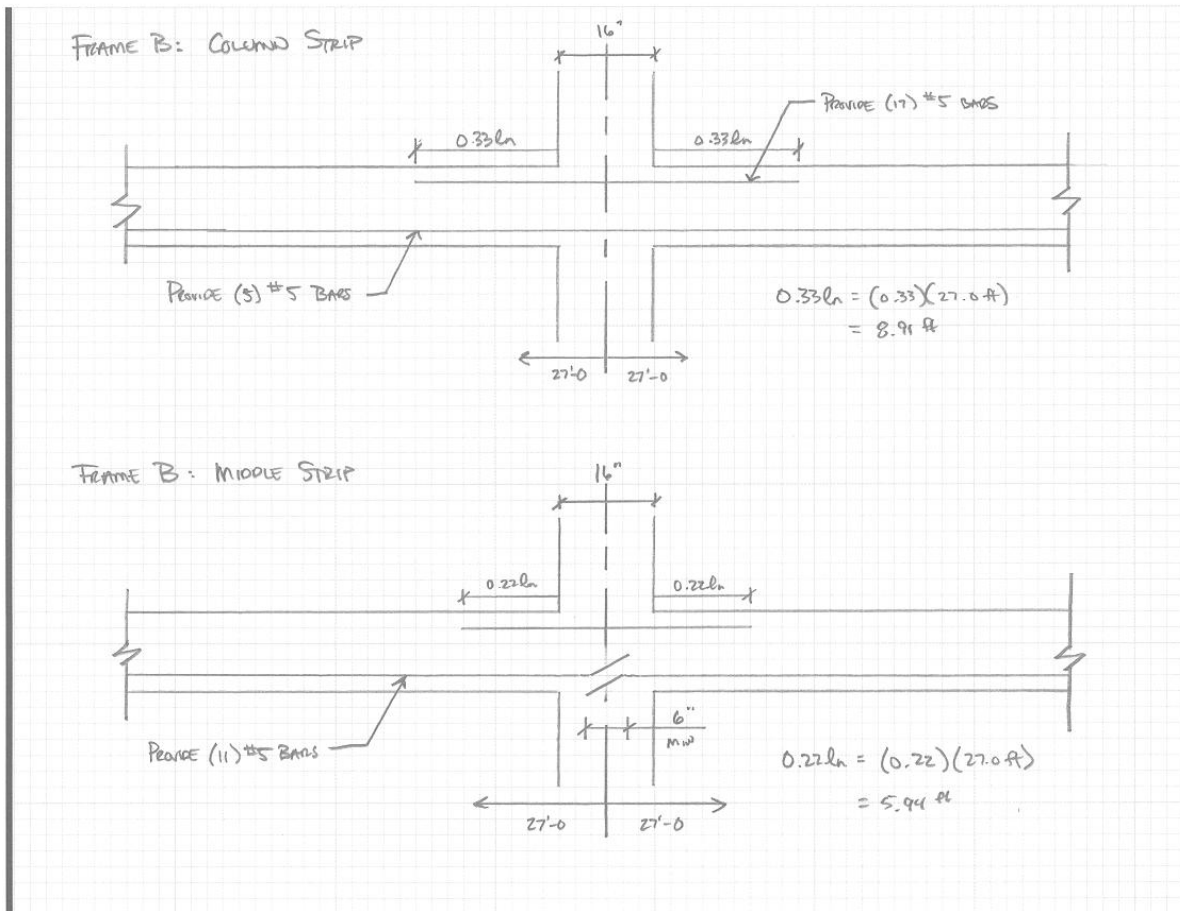 FRAME B: COLUMN STRIP
16"
PROVIDE (17) #5 BARS
0.33ln
0.33ln
PROVIDE (5) #5 BARS
0.33ln = (0.33)(27.0 ft)
= 8.91 ft
27'-0
27'-0
FRAME B: MIDDLE STRIP
16"
0.22ln
0.22ln
6"
MIN
PROVIDE (11) #5 BARS
0.22ln = (0.22)(27.0 ft)
= 5.94 ft
27'-0
27'-0